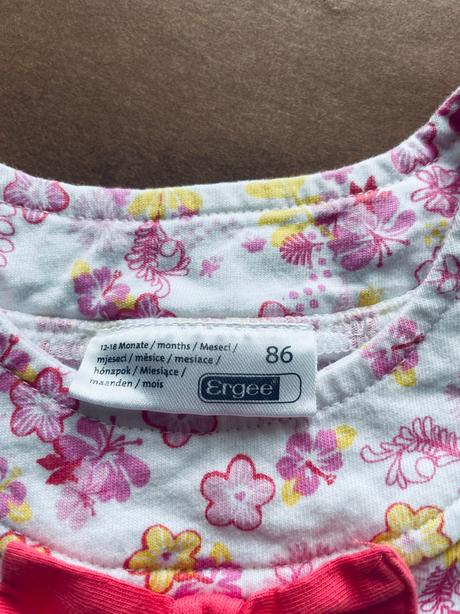 12-18 Monate / months / Meseci /
mjeseci / měsíce / mesiace /
hónapok / Miesiące /
maanden / mois
86
Ergee®